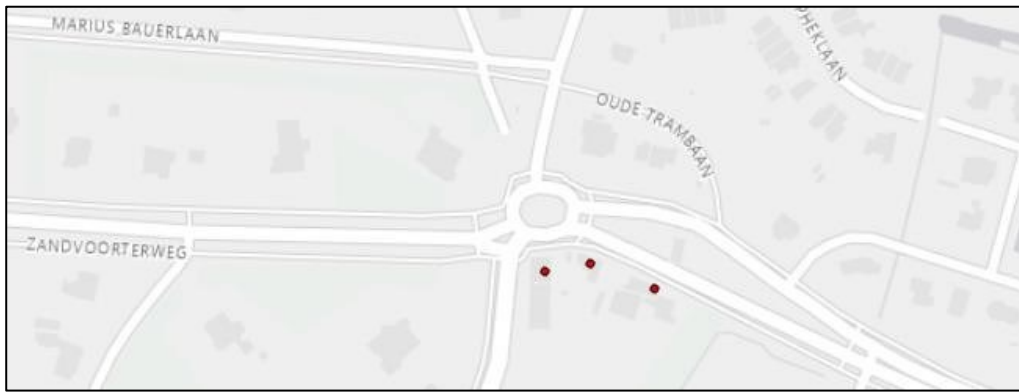 MARIUS BAUERLAAN
PHEKLAAN
OUDE TRAMBAAN
ZANDVOORTERWEG